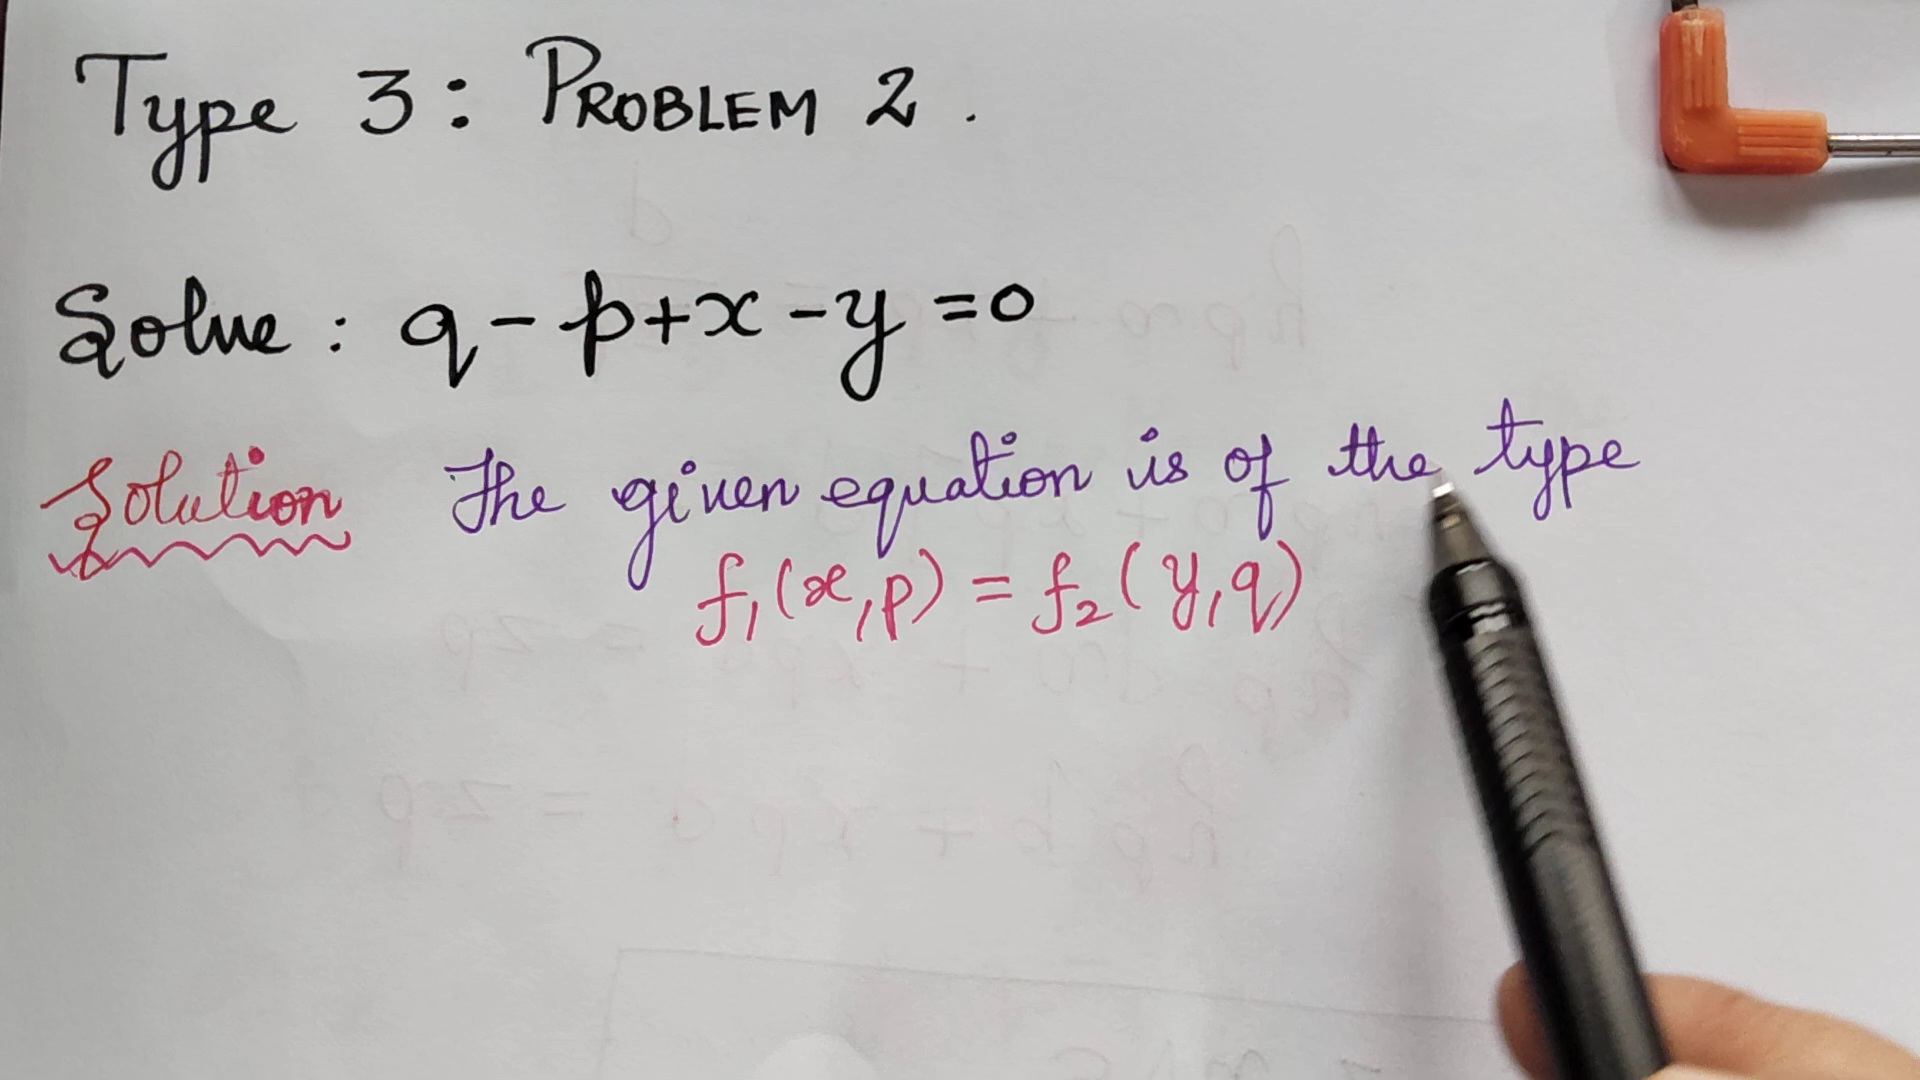 Type 3: PROBLEM 2.
Solve: q - p + x - y = 0
Solution The given equation is of the type
f₁(x,p) = f₂(y,q)